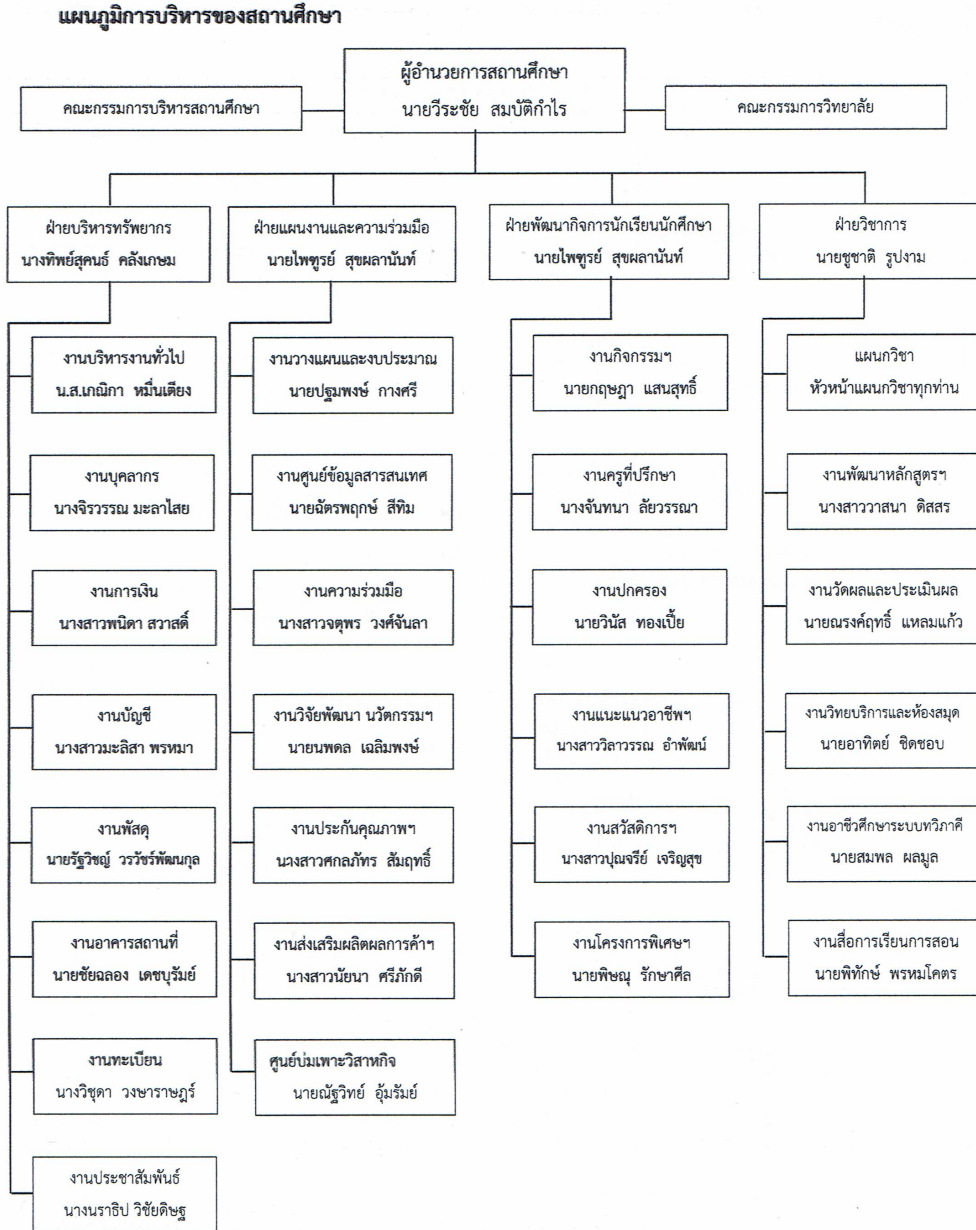 แผนภูมิการบริหารของสถานศึกษา
ผู้อำนวยการสถานศึกษา
นายวีระชัย สมบัติกำไร
คณะกรรมการบริหารสถานศึกษา
คณะกรรมการวิทยาลัย
ฝ่ายบริหารทรัพยากร
นางทิพย์สุคนธ์ คลังเกษม
ฝ่ายแผนงานและความร่วมมือ
นายไพฑูรย์ สุขผลานันท์
ฝ่ายพัฒนากิจการนักเรียนนักศึกษา
นายไพฑูรย์ สุขผลานันท์
ฝ่ายวิชาการ
นายชูชาติ รูปงาม
งานบริหารงานทั่วไป
น.ส.เกณิกา หมื่นเตียง
งานบุคลากร
นางจิรวรรณ มะลาไสย
งานการเงิน
นางสาวพนิดา สวาสดิ์
งานบัญชี
นางสาวมะลิสา พรหมา
งานพัสดุ
นายรัฐวิชญ์ วรวัชร์พัฒนกุล
งานอาคารสถานที่
นายชัยฉลอง เดชบุรัมย์
งานทะเบียน
นางวิชุดา วงษาราษฎร์
งานประชาสัมพันธ์
นางนราธิป วิชัยดิษฐ
งานวางแผนและงบประมาณ
นายปฐมพงษ์ กางศรี
งานศูนย์ข้อมูลสารสนเทศ
นายฉัตรพฤกษ์ สีทิม
งานความร่วมมือ
นางสาวจตุพร วงศ์จันลา
งานวิจัยพัฒนา นวัตกรรมฯ
นายนพดล เฉลิมพงษ์
งานประกันคุณภาพฯ
นางสาวศกลภัทร สัมฤทธิ์
งานส่งเสริมผลิตผลการค้าฯ
นางสาวนัยนา ศรีภักดี
ศูนย์บ่มเพาะวิสาหกิจ
นายณัฐวิทย์ อุ้มรัมย์
งานกิจกรรมฯ
นายกฤษฎา แสนสุทธิ์
งานครูที่ปรึกษา
นางจันทนา ลัยวรรณา
งานปกครอง
นายวินัส ทองเปี้ย
งานแนะแนวอาชีพฯ
นางสาววิลาวรรณ อำพัฒน์
งานสวัสดิการฯ
นางสาวปุณจรีย์ เจริญสุข
งานโครงการพิเศษฯ
นายพิษณุ รักษาศีล
แผนกวิชา
หัวหน้าแผนกวิชาทุกท่าน
งานพัฒนาหลักสูตรฯ
นางสาววาสนา ดิสสร
งานวัดผลและประเมินผล
นายณรงค์ฤทธิ์ แหลมแก้ว
งานวิทยบริการและห้องสมุด
นายอาทิตย์ ชิดชอบ
งานอาชีวศึกษาระบบทวิภาคี
นายสมพล ผลมูล
งานสื่อการเรียนการสอน
นายพิทักษ์ พรหมโคตร